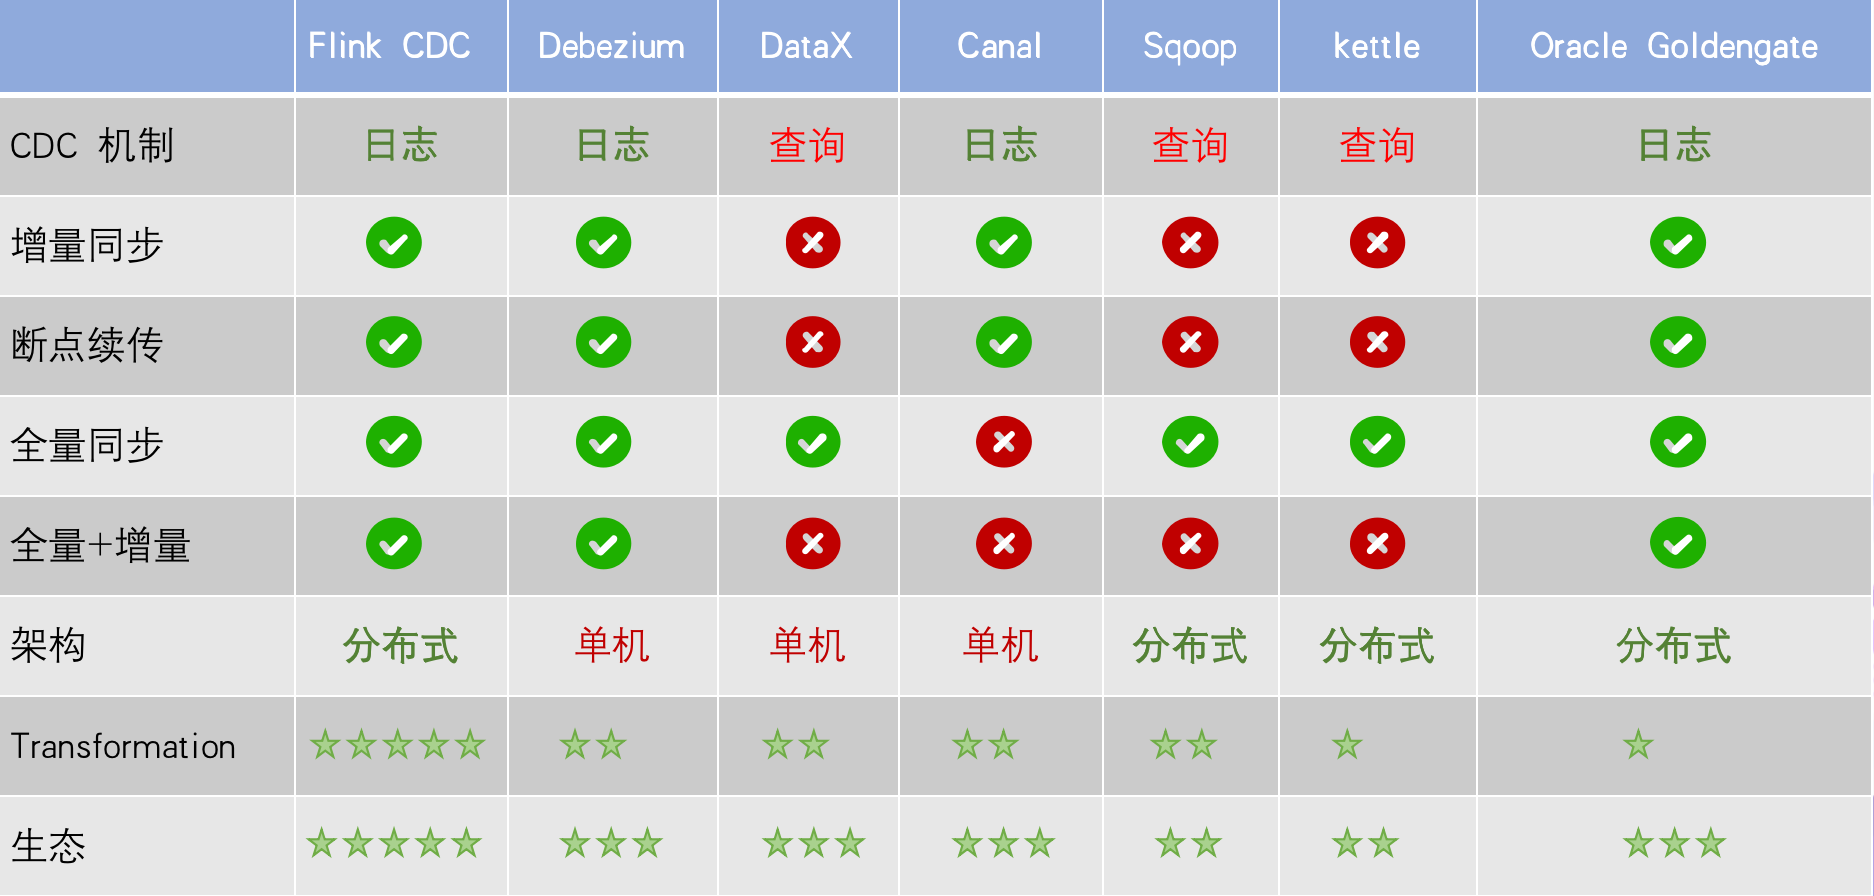 Flink CDC Debezium DataX Canal Sqoop kettle Oracle Goldengate
CDC 机制 日志 日志 查询 日志 查询 查询 日志
增量同步
断点续传
全量同步
全量+增量
架构 分布式 单机 单机 单机 分布式 分布式 分布式
Transformation
生态